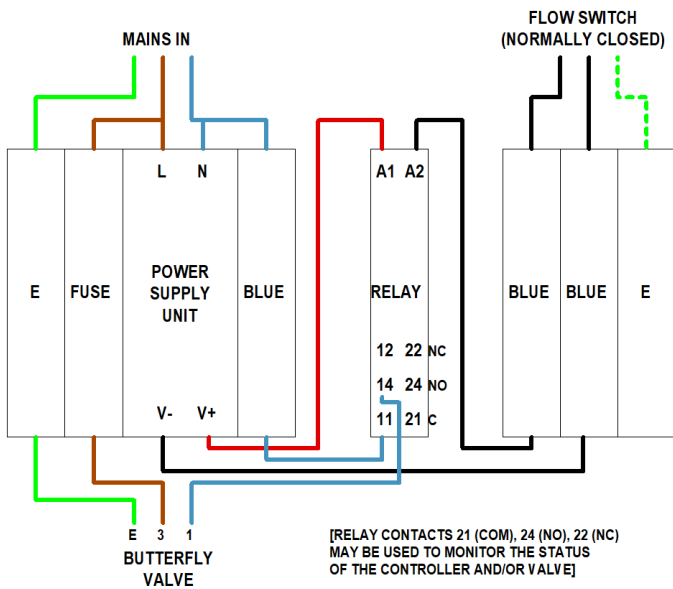 MAINS IN
FLOW SWITCH
(NORMALLY CLOSED)
L N
A1 A2
E
FUSE
POWER
SUPPLY
UNIT
BLUE
RELAY
BLUE
BLUE
E
12 22 NC
14 24 NO
11 21 C
V- V+
E 3 1
BUTTERFLY
VALVE
[RELAY CONTACTS 21 (COM), 24 (NO), 22 (NC)
MAY BE USED TO MONITOR THE STATUS
OF THE CONTROLLER AND/OR VALVE]